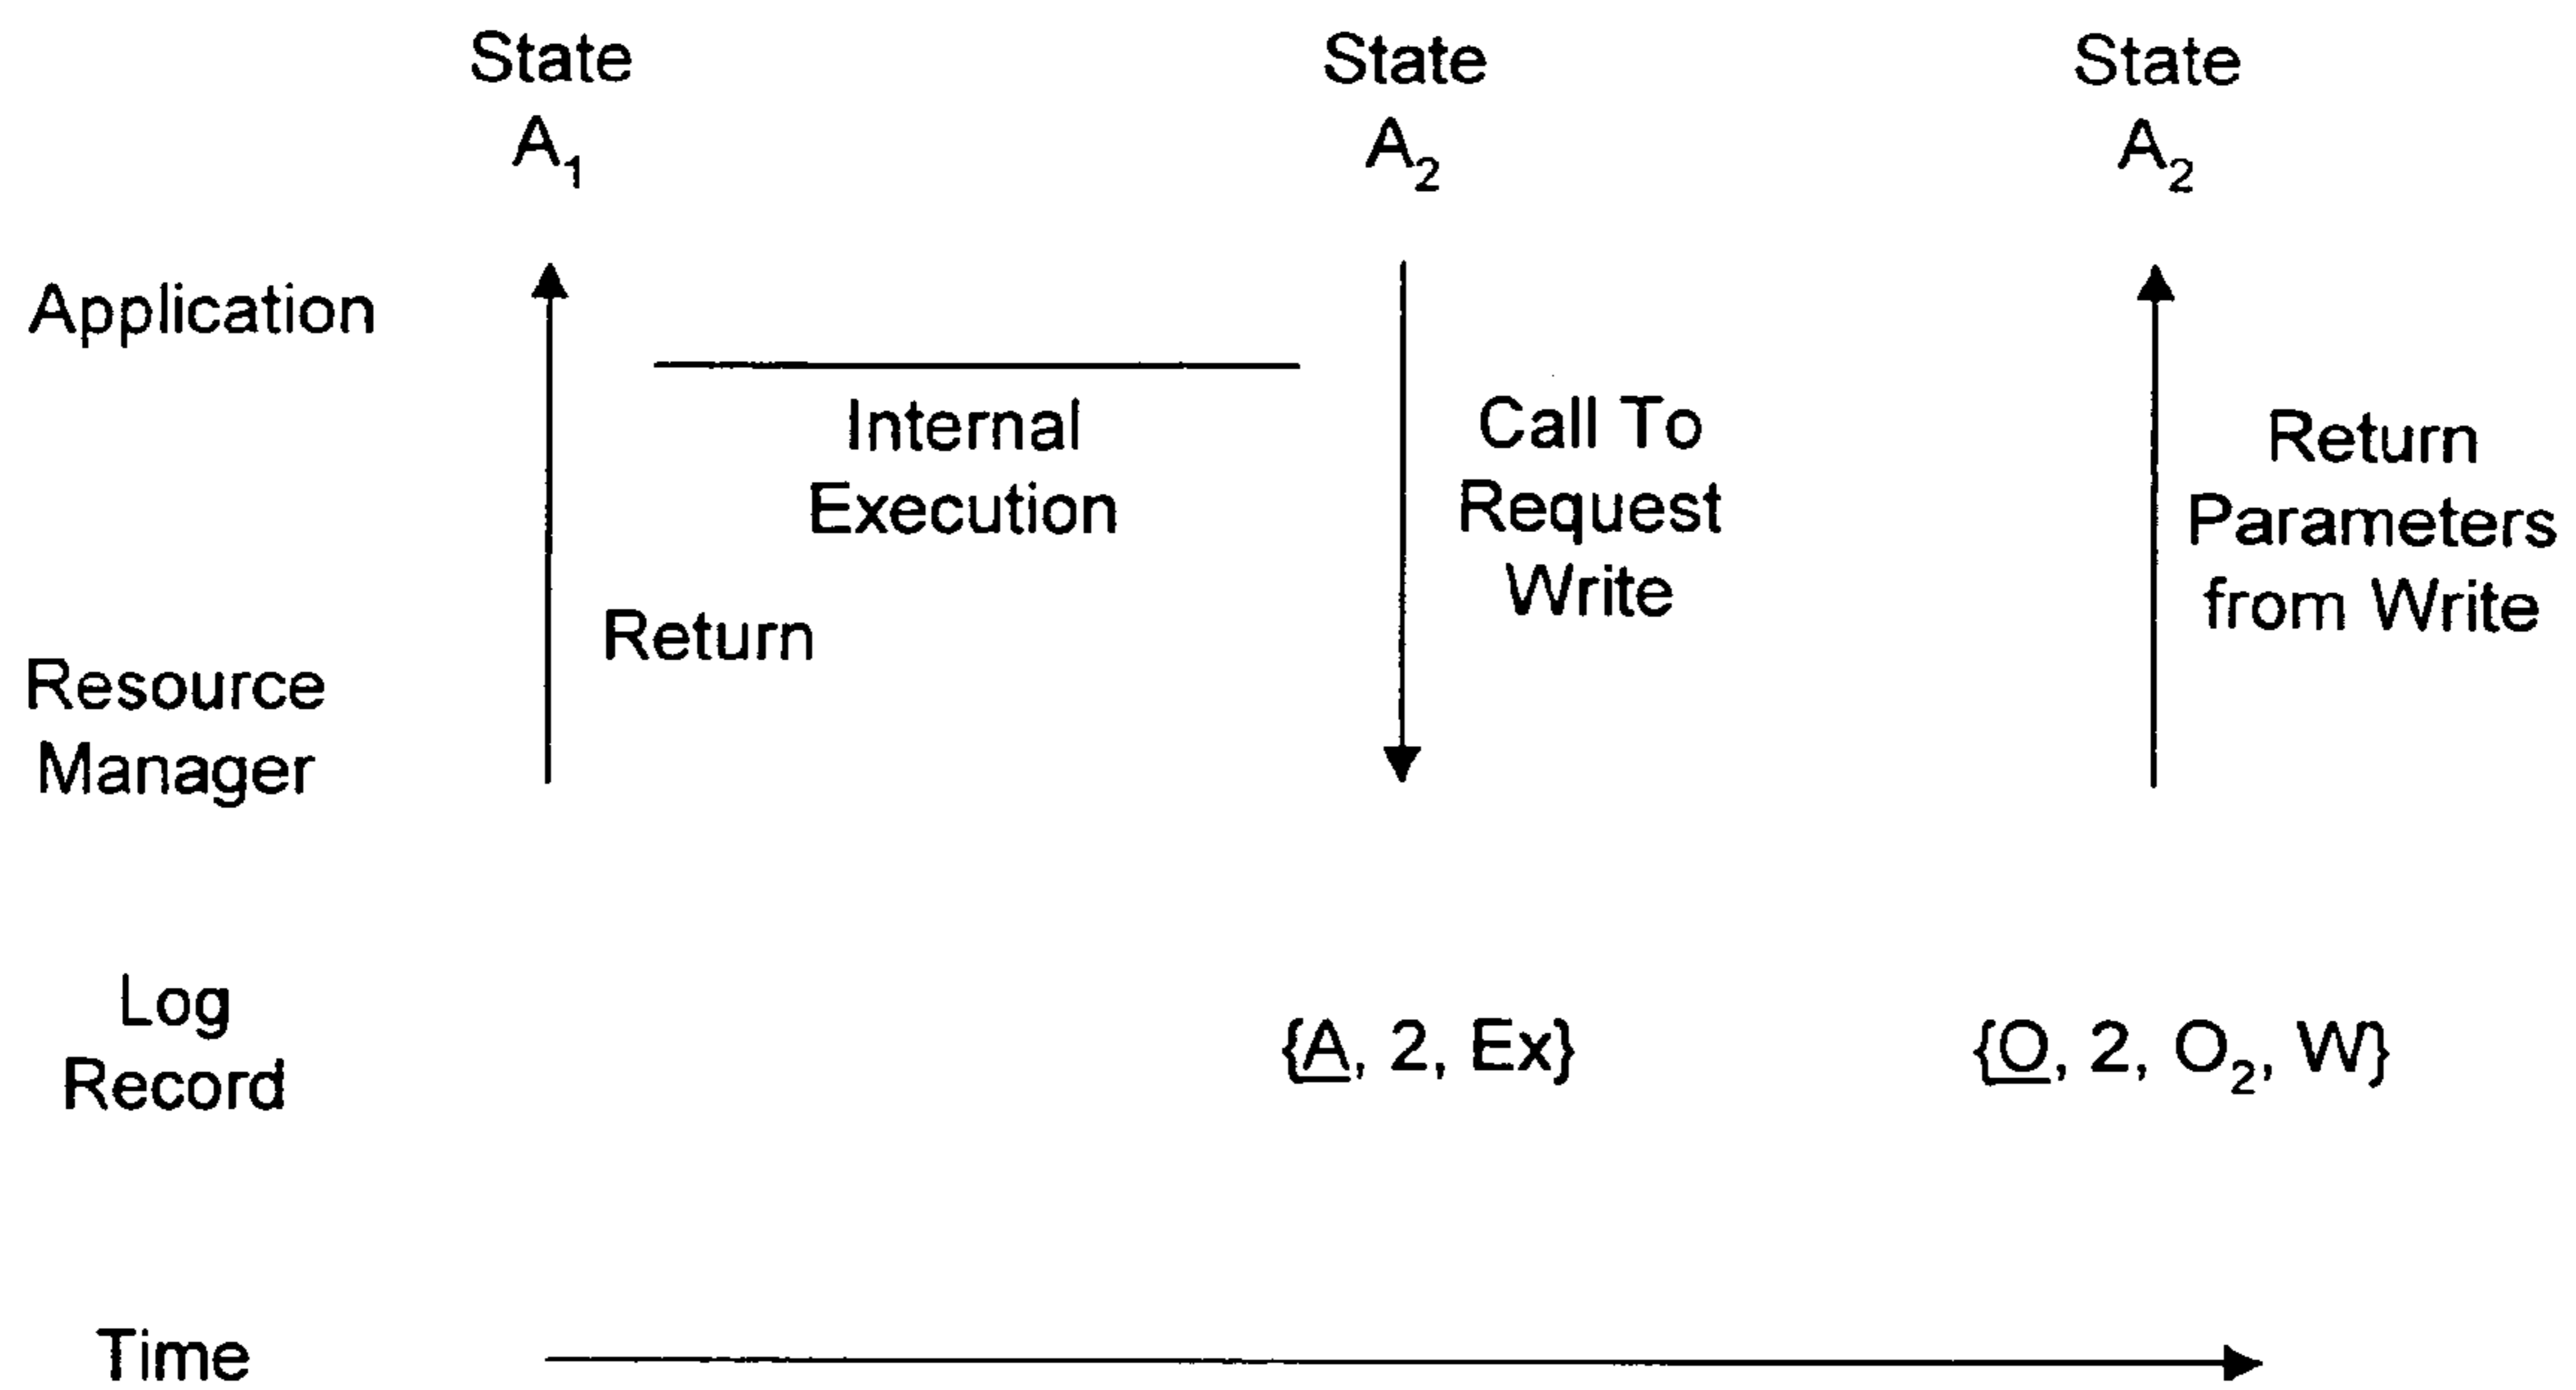 State
A₁
State
A₂
State
A₂
Application
Internal
Execution
Return
Call To
Request
Write
Return
Parameters
from Write
Resource
Manager
Log
Record
{A, 2, Ex}
{O, 2, O₂, W}
Time